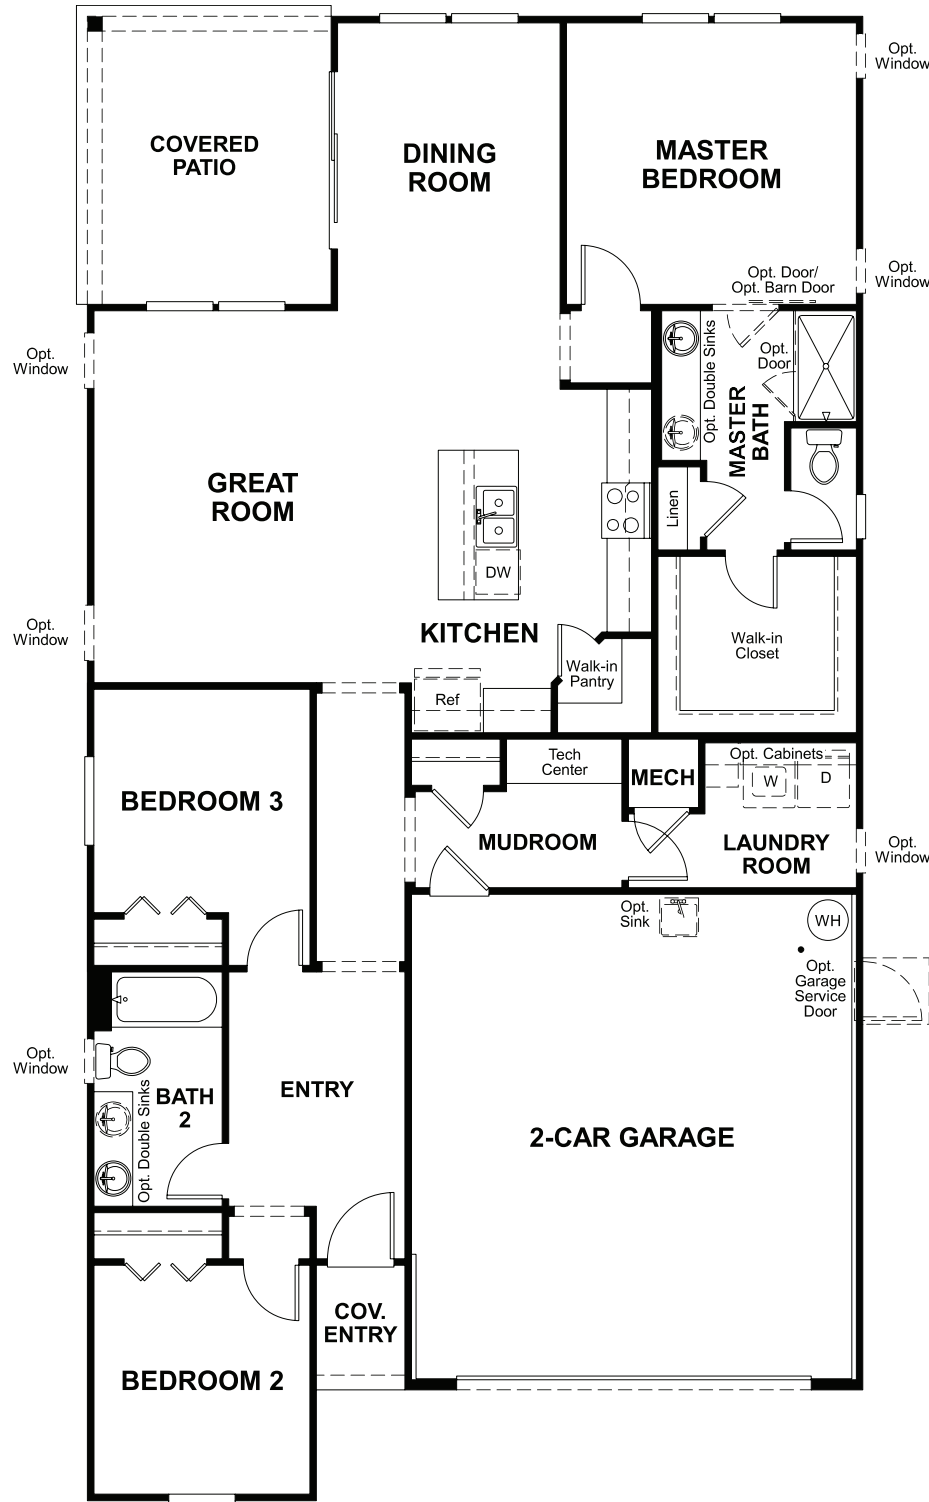 Opt.
Window
COVERED
PATIO
DINING
ROOM
MASTER
BEDROOM
Opt.
Window
Opt. Door/
Opt. Barn Door
Opt.
Window
Opt. Double Sinks
Opt.
Door
MASTER
BATH
GREAT
ROOM
Linen
DW
Opt.
Window
KITCHEN
Walk-in
Pantry
Walk-in
Closet
Ref
Tech
Center
MECH
Opt. Cabinets
W
D
BEDROOM 3
MUDROOM
LAUNDRY
ROOM
Opt.
Window
Opt.
Sink
WH
Opt.
Garage
Service
Door
Opt.
Window
Opt. Double Sinks
BATH
2
ENTRY
2-CAR GARAGE
COV.
ENTRY
BEDROOM 2